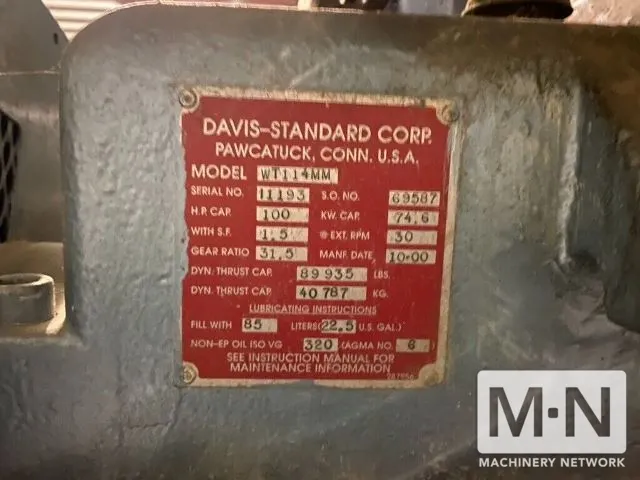 DAVIS-STANDARD CORP.
PAWCATUCK, CONN. U.S.A.
MODEL WT114MM
SERIAL NO. 11193 S.O. NO. 69587
H.P. CAP. 100 KW. CAP. 74.6
WITH S.F. 1.5 @ EXT. RPM 30
GEAR RATIO 31.5 MANF. DATE 10-00
DYN. THRUST CAP. 89935 LBS.
DYN. THRUST CAP. 40787 KG.
LUBRICATING INSTRUCTIONS
FILL WITH 85 LITERS(22.5 U.S. GAL.)
NON-EP OIL ISO VG 320 (AGMA NO. 6 )
SEE INSTRUCTION MANUAL FOR
MAINTENANCE INFORMATION
287956
M·N
MACHINERY NETWORK